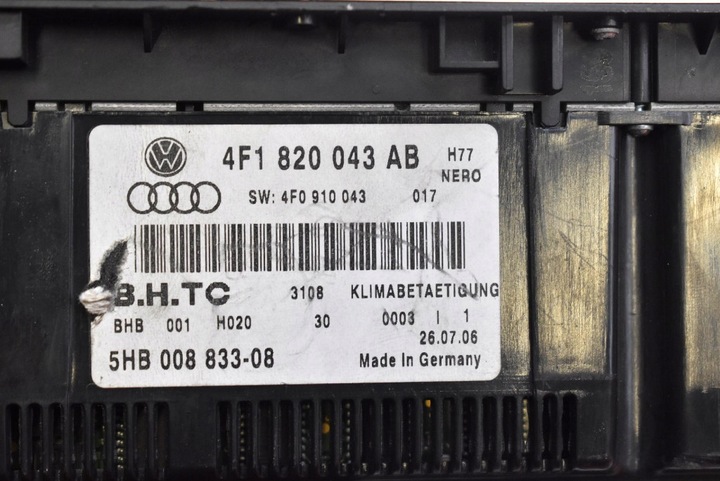 4F1 820 043 AB H77
NERO
SW: 4F0 910 043 017
B.H.TC 3108 KLIMABETAETIGUNG
BHB 001 H020 30 0003 I 1
26.07.06
5HB 008 833-08 Made In Germany